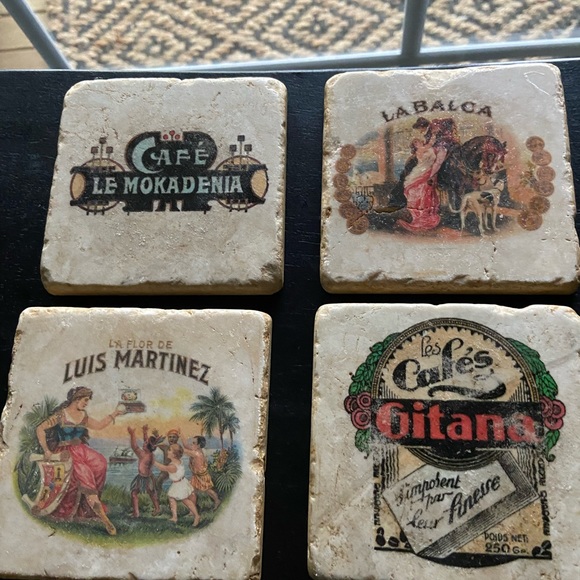 CAFÉ
LE MOKADENIA
LA BALCA
LA FLOR DE
LUIS MARTINEZ
Les
Cafés
Gitana
s'imposent
par
leur finesse
POIDS NET:
250 Gr.